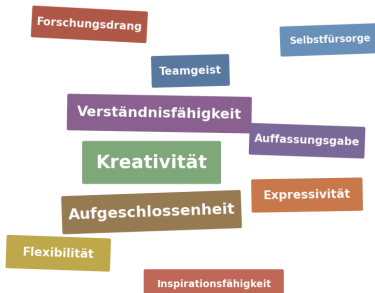 Forschungsdrang
Selbstfürsorge
Teamgeist
Verständnisfähigkeit
Auffassungsgabe
Kreativität
Expressivität
Aufgeschlossenheit
Flexibilität
Inspirationsfähigkeit